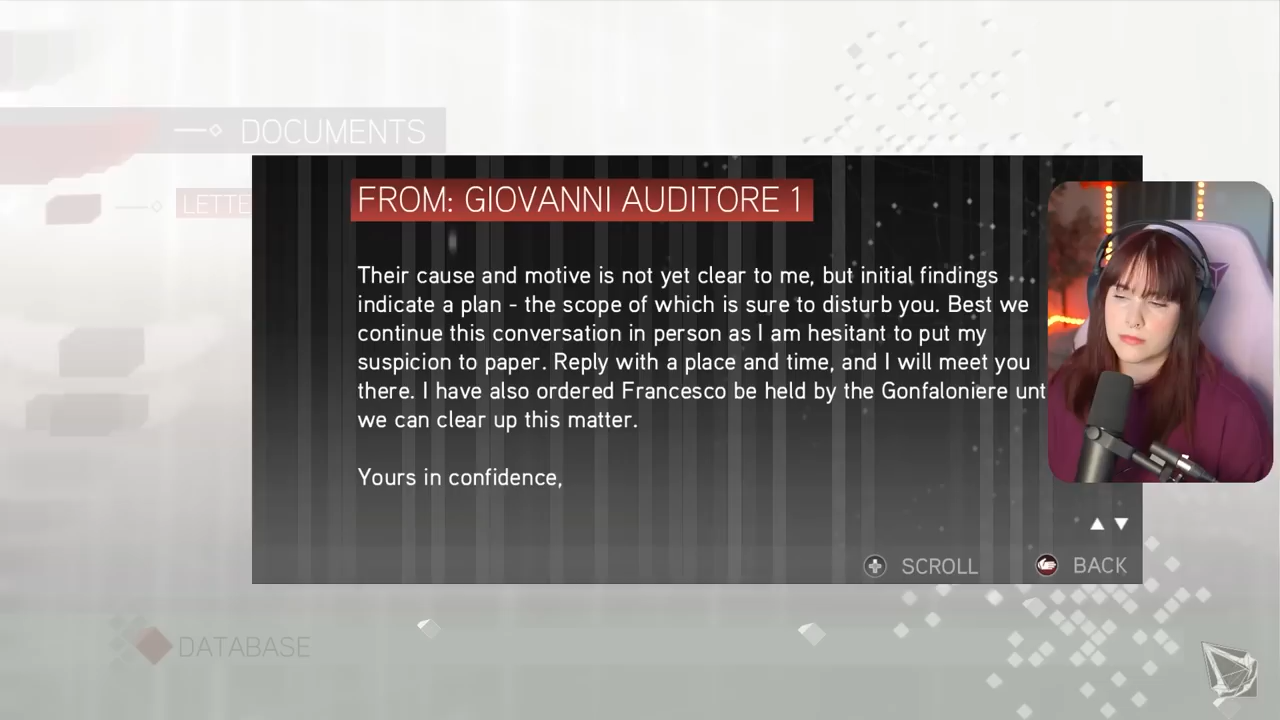 DOCUMENTS
LETTE
FROM: GIOVANNI AUDITORE 1
Their cause and motive is not yet clear to me, but initial findings
indicate a plan - the scope of which is sure to disturb you. Best we
continue this conversation in person as I am hesitant to put my
suspicion to paper. Reply with a place and time, and I will meet you
there. I have also ordered Francesco be held by the Gonfaloniere unt
we can clear up this matter.
Yours in confidence,
SCROLL BACK
DATABASE